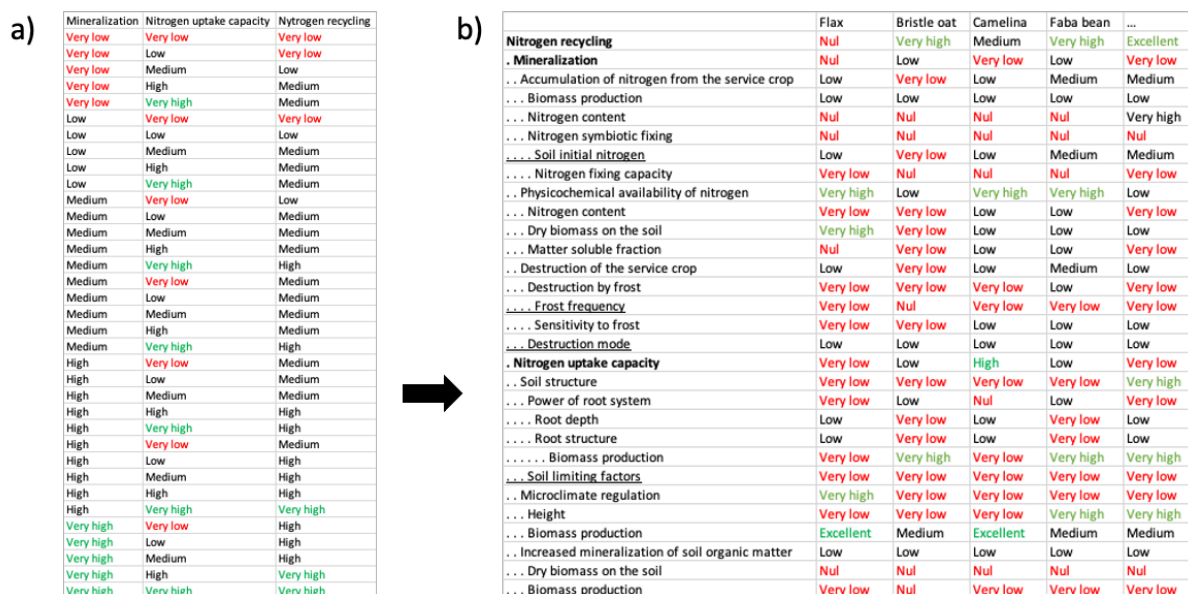 a)
Mineralization Nitrogen uptake capacity Nytrogen recycling
Very low Very low Very low
Very low Low Very low
Very low Medium Low
Very low High Medium
Very low Very high Medium
Low Very low Very low
Low Low Low
Low Medium Medium
Low High Medium
Low Very high Medium
Medium Very low Low
Medium Low Medium
Medium Medium Medium
Medium High Medium
Medium Very high High
Medium Very low Medium
Medium Low Medium
Medium Medium Medium
Medium High Medium
Medium Very high High
High Very low Medium
High Low Medium
High Medium Medium
High High High
High Very high High
High Very low Medium
High Low High
High Medium High
High High High
High Very high Very high
Very high Very low High
Very high Low High
Very high Medium High
Very high High Very high
Very high Very high Very high
b)
Flax Bristle oat Camelina Faba bean ...
Nitrogen recycling Nul Very high Medium Very high Excellent
. Mineralization Nul Low Very low Low Very low
. . Accumulation of nitrogen from the service crop Low Very low Low Medium Medium
. . . Biomass production Low Low Low Low Low
. . . Nitrogen content Nul Nul Nul Nul Very high
. . . Nitrogen symbiotic fixing Nul Nul Nul Nul Nul
. . . . Soil initial nitrogen Low Very low Low Medium Medium
. . . . Nitrogen fixing capacity Very low Nul Nul Nul Very low
. . Physicochemical availability of nitrogen Very high Low Very high Very high Low
. . . Nitrogen content Very low Very low Low Low Very low
. . . Dry biomass on the soil Very high Very low Low Low Low
. . . Matter soluble fraction Nul Very low Low Low Very low
. . Destruction of the service crop Low Very low Low Medium Low
. . . Destruction by frost Very low Very low Very low Low Very low
. . . . Frost frequency Very low Nul Very low Very low Very low
. . . . Sensitivity to frost Very low Very low Low Low Low
. . . Destruction mode Low Low Low Low Low
. Nitrogen uptake capacity Very low Low High Low Very low
. . Soil structure Very low Very low Very low Very low Very high
. . . Power of root system Very low Low Nul Low Very low
. . . . Root depth Low Very low Low Very low Low
. . . . Root structure Low Very low Low Very low Low
. . . . . . Biomass production Very low Very high Very low Very high Very high
. . . Soil limiting factors Very low Very low Very low Very low Very low
. . Microclimate regulation Very high Very low Very low Very low Very low
. . . Height Very low Very low Very low Very high Very high
. . . Biomass production Excellent Medium Excellent Medium Medium
. . Increased mineralization of soil organic matter Low Low Low Low Low
. . . Dry biomass on the soil Nul Nul Nul Nul Nul
. . . Biomass production Very low Nul Very low Very low Very low